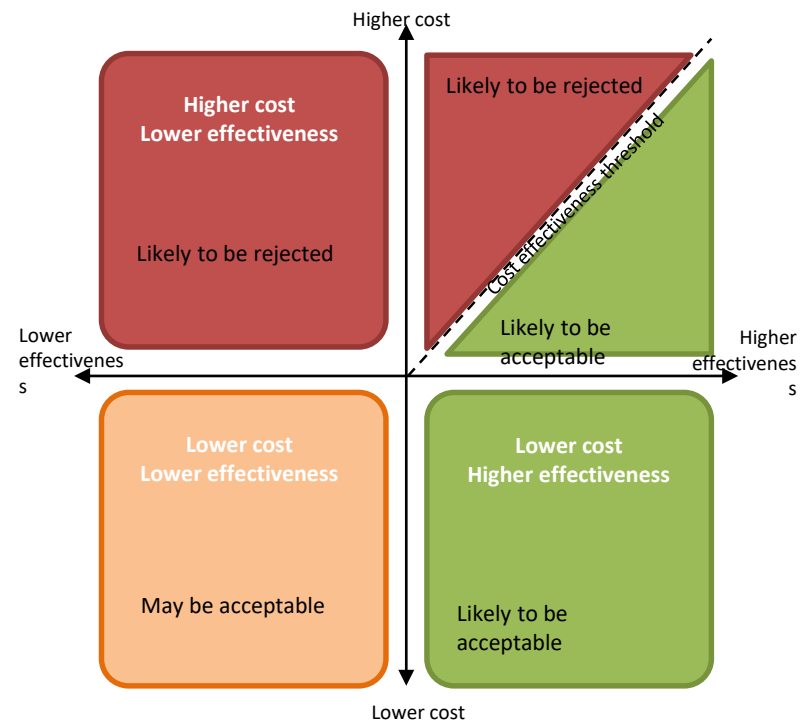 Higher cost
Higher cost
Lower effectiveness
Likely to be rejected
Likely to be rejected
Cost effectiveness threshold
Likely to be
acceptable
Lower
effectivenes
s
Higher
effectivenes
s
Lower cost
Lower effectiveness
May be acceptable
Lower cost
Higher effectiveness
Likely to be
acceptable
Lower cost